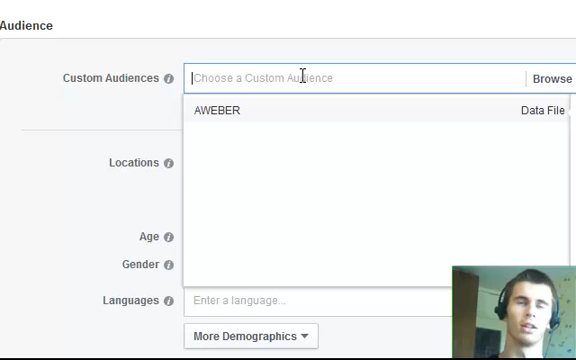 Audience
Custom Audiences
Choose a Custom Audience
Browse
AWEBER
Data File
Locations
Age
Gender
Languages
Enter a language...
More Demographics